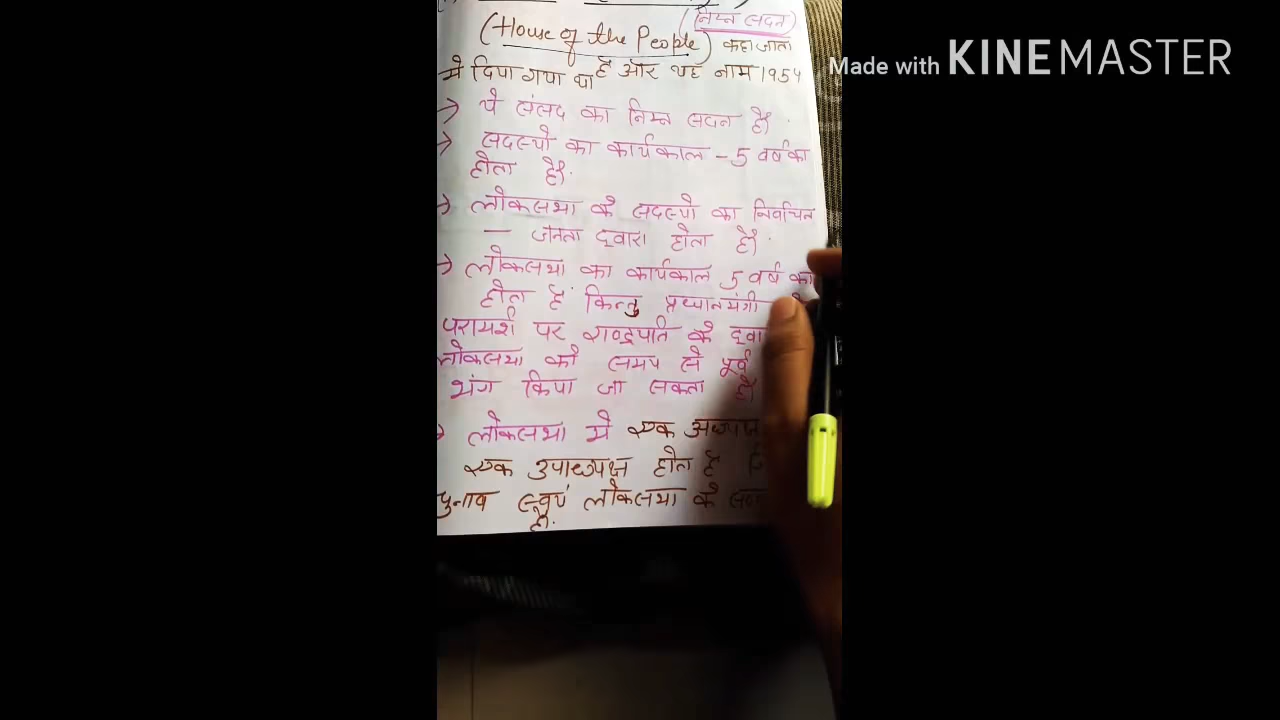 (निम्न सदन)
(House of the People) कहा जाता
है और यह नाम 1954
मे दिया गया था
→ ये संसद का निम्न सदन है।
→ सदस्यो का कार्यकाल - 5 वर्ष का
होता है।
→ लोकसभा के सदस्यो का निर्वाचन
— जनता द्वारा होता है।
→ लोकसभा का कार्यकाल 5 वर्ष का
होता है किन्तु प्रधानमंत्री
परामर्श पर राष्ट्रपति के
लोकसभा को समय से पूर्व
भंग किया जा सकता है
लोकसभा मे एक
एक उपाध्यक्ष होता है
चुनाव स्वयं लोकसभा के
है।
Made with KINEMASTER